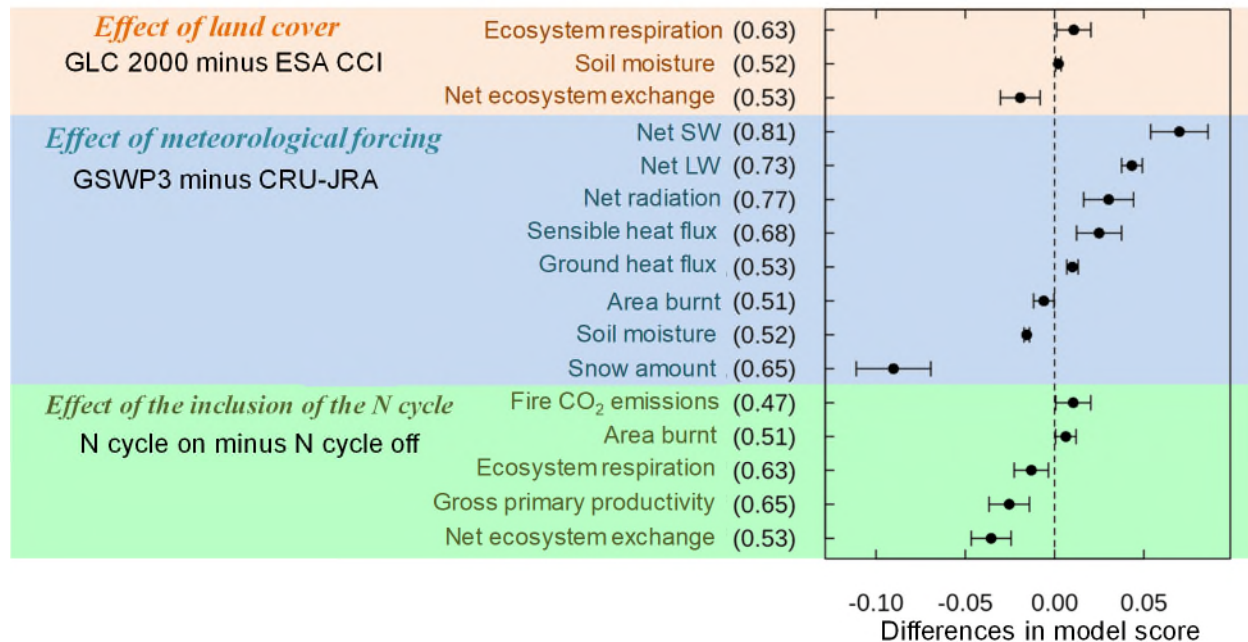 Effect of land cover
GLC 2000 minus ESA CCI
Ecosystem respiration (0.63)
Soil moisture (0.52)
Net ecosystem exchange (0.53)
Effect of meteorological forcing
GSWP3 minus CRU-JRA
Net SW (0.81)
Net LW (0.73)
Net radiation (0.77)
Sensible heat flux (0.68)
Ground heat flux (0.53)
Area burnt (0.51)
Soil moisture (0.52)
Snow amount (0.65)
Effect of the inclusion of the N cycle
N cycle on minus N cycle off
Fire CO₂ emissions (0.47)
Area burnt (0.51)
Ecosystem respiration (0.63)
Gross primary productivity (0.65)
Net ecosystem exchange (0.53)
-0.10 -0.05 0.00 0.05
Differences in model score